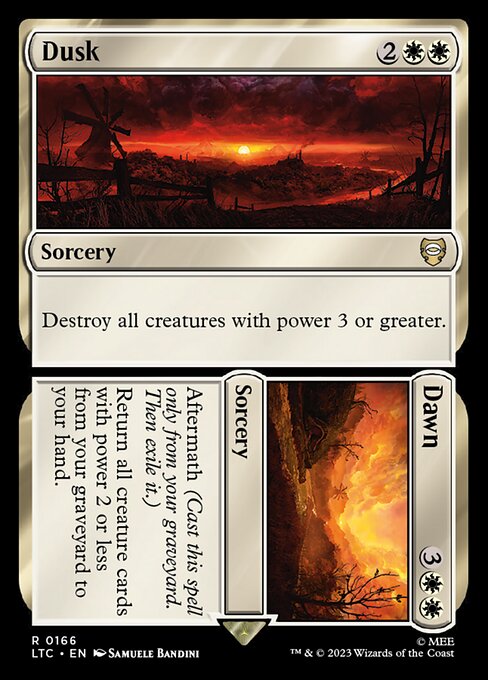 Dusk
2
Sorcery
Destroy all creatures with power 3 or greater.
Dawn
3
Sorcery
Aftermath (Cast this spell
only from your graveyard.
Then exile it.)
Return all creature cards
with power 2 or less
from your graveyard to
your hand.
R 0166
LTC • EN Samuele Bandini
© MEE
™ & © 2023 Wizards of the Coast